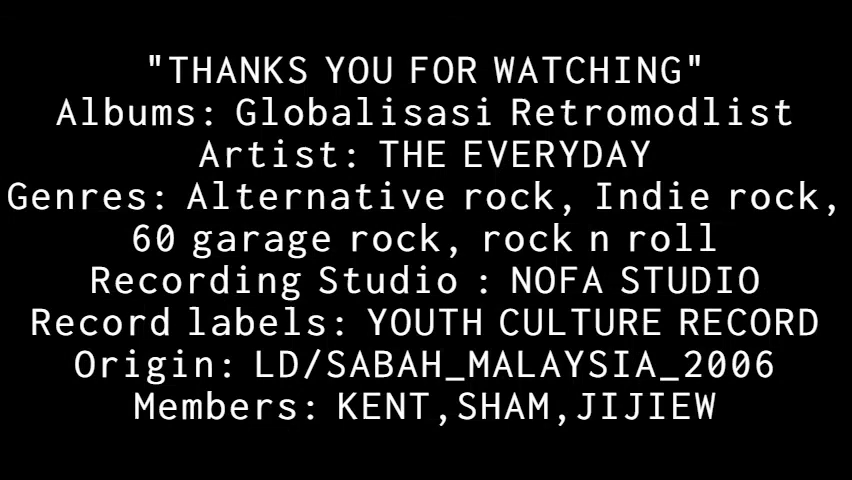 "THANKS YOU FOR WATCHING"
Albums: Globalisasi Retromodlist
Artist: THE EVERYDAY
Genres: Alternative rock, Indie rock,
60 garage rock, rock n roll
Recording Studio : NOFA STUDIO
Record labels: YOUTH CULTURE RECORD
Origin: LD/SABAH_MALAYSIA_2006
Members: KENT,SHAM,JIJIEW